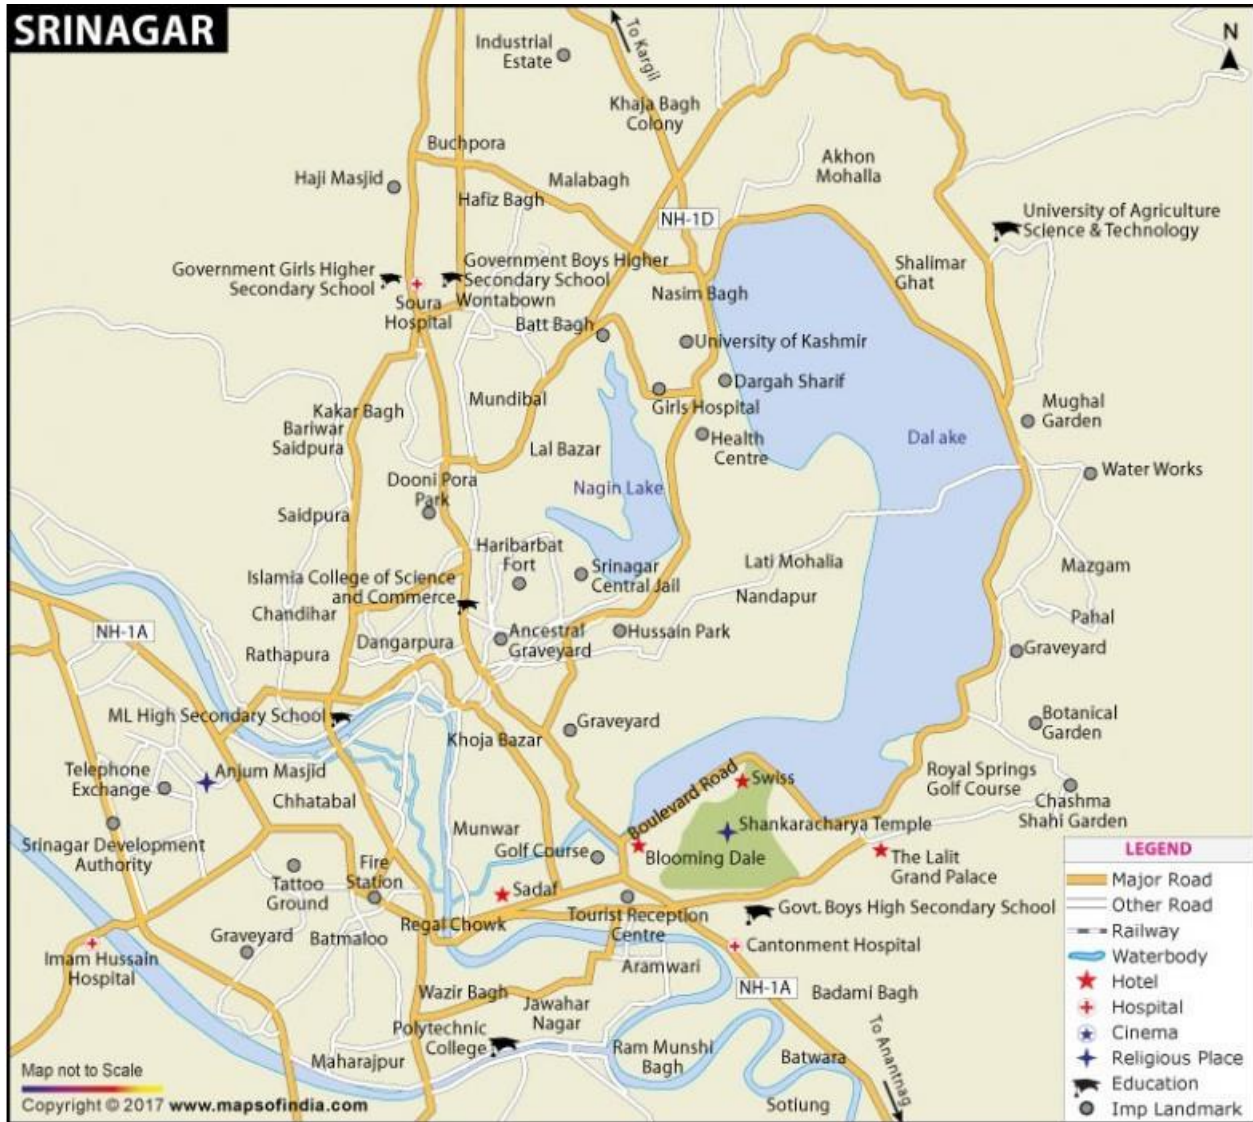 SRINAGAR
N
To Kargil
Industrial
Estate
Khaja Bagh
Colony
Buchpora
Akhon
Mohalla
Haji Masjid
Malabagh
Hafiz Bagh
NH-1D
University of Agriculture
Science & Technology
Government Girls Higher
Secondary School
Government Boys Higher
Secondary School
Wontabown
Shalimar
Ghat
Soura
Hospital
Nasim Bagh
Batt Bagh
University of Kashmir
Dargah Sharif
Mundibal
Girls Hospital
Kakar Bagh
Bariwar
Saidpura
Mughal
Garden
Health
Centre
Dal ake
Lal Bazar
Water Works
Dooni Pora
Park
Nagin Lake
Saidpura
Haribarbat
Fort
Srinagar
Central Jail
Lati Mohalia
Mazgam
Islamia College of Science
and Commerce
Nandapur
Chandihar
Pahal
NH-1A
Dangarpura
Ancestral
Graveyard
Hussain Park
Graveyard
Rathapura
ML High Secondary School
Graveyard
Botanical
Garden
Khoja Bazar
Telephone
Exchange
Anjum Masjid
Boulevard Road
Swiss
Royal Springs
Golf Course
Chhatabal
Chashma
Shahi Garden
Munwar
Golf Course
Shankaracharya Temple
Srinagar Development
Authority
Blooming Dale
The Lalit
Grand Palace
Fire
Station
Tattoo
Ground
Sadaf
Regal Chowk
Tourist Reception
Centre
Govt. Boys High Secondary School
Graveyard
Batmaloo
Cantonment Hospital
Imam Hussain
Hospital
Aramwari
NH-1A
Wazir Bagh
Badami Bagh
Jawahar
Nagar
Polytechnic
College
Ram Munshi
Bagh
Batwara
To Anantnag
Maharajpur
Sotiung
Map not to Scale
Copyright © 2017 www.mapsofindia.com
LEGEND
Major Road
Other Road
Railway
Waterbody
Hotel
Hospital
Cinema
Religious Place
Education
Imp Landmark